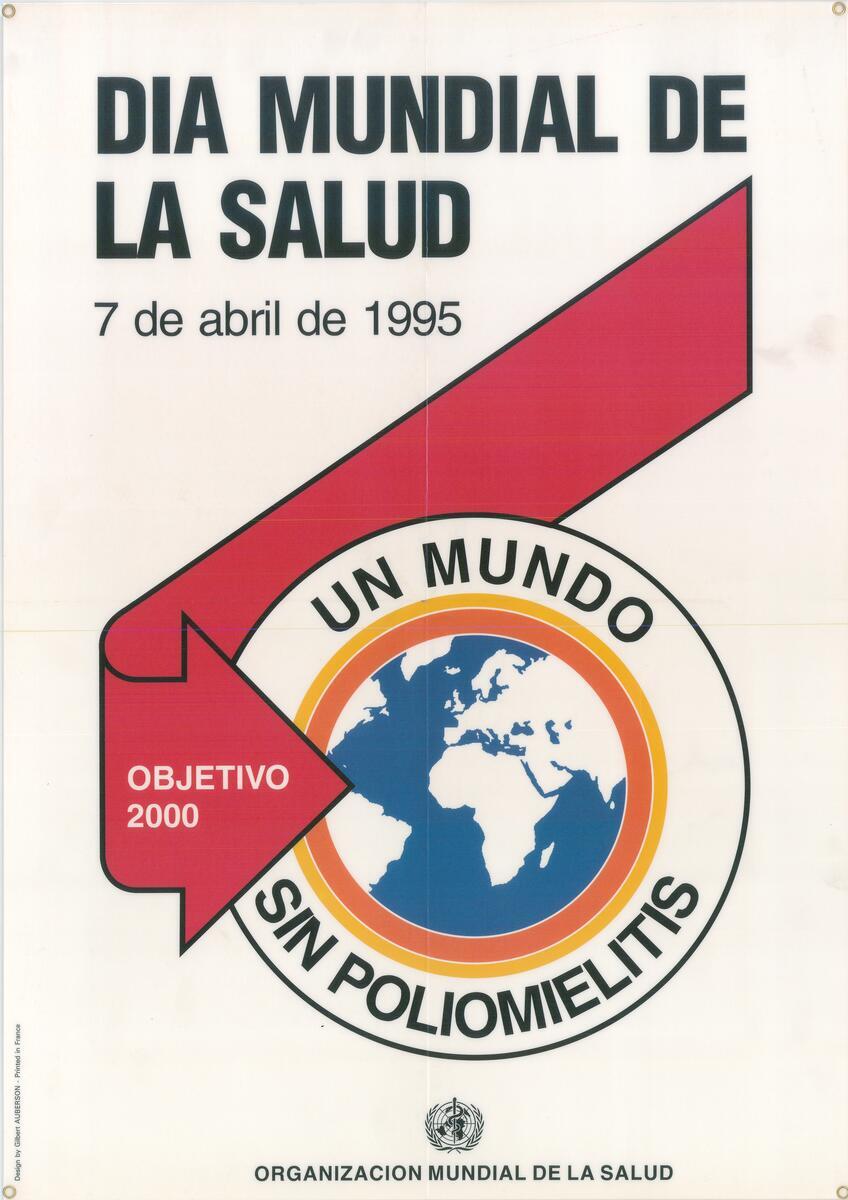 DIA MUNDIAL DE
LA SALUD
7 de abril de 1995
UN MUNDO
OBJETIVO
2000
SIN POLIOMIELITIS
Design by Gilbert AUBERSON - Printed in France
ORGANIZACION MUNDIAL DE LA SALUD